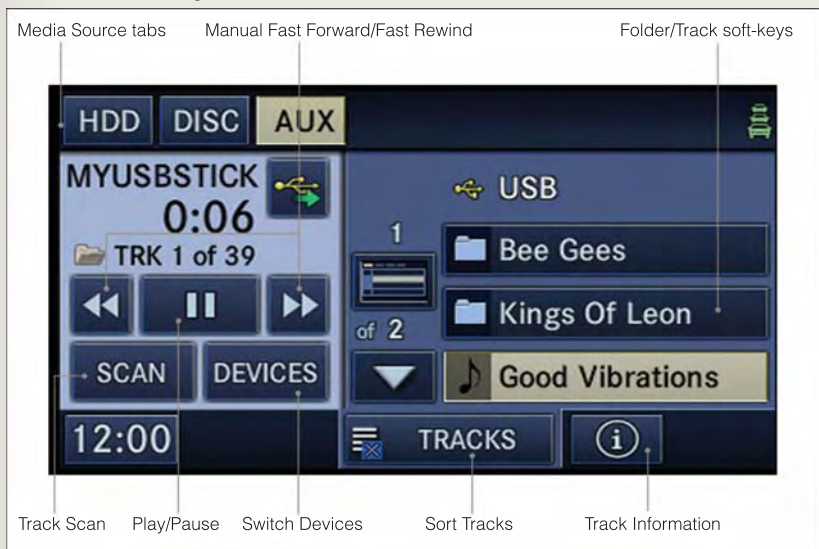 Media Source tabs
Manual Fast Forward/Fast Rewind
Folder/Track soft-keys
HDD
DISC
AUX
MYUSBSTICK
0:06
TRK 1 of 39
SCAN
DEVICES
12:00
USB
1
of 2
Bee Gees
Kings Of Leon
Good Vibrations
TRACKS
i
Track Scan
Play/Pause
Switch Devices
Sort Tracks
Track Information